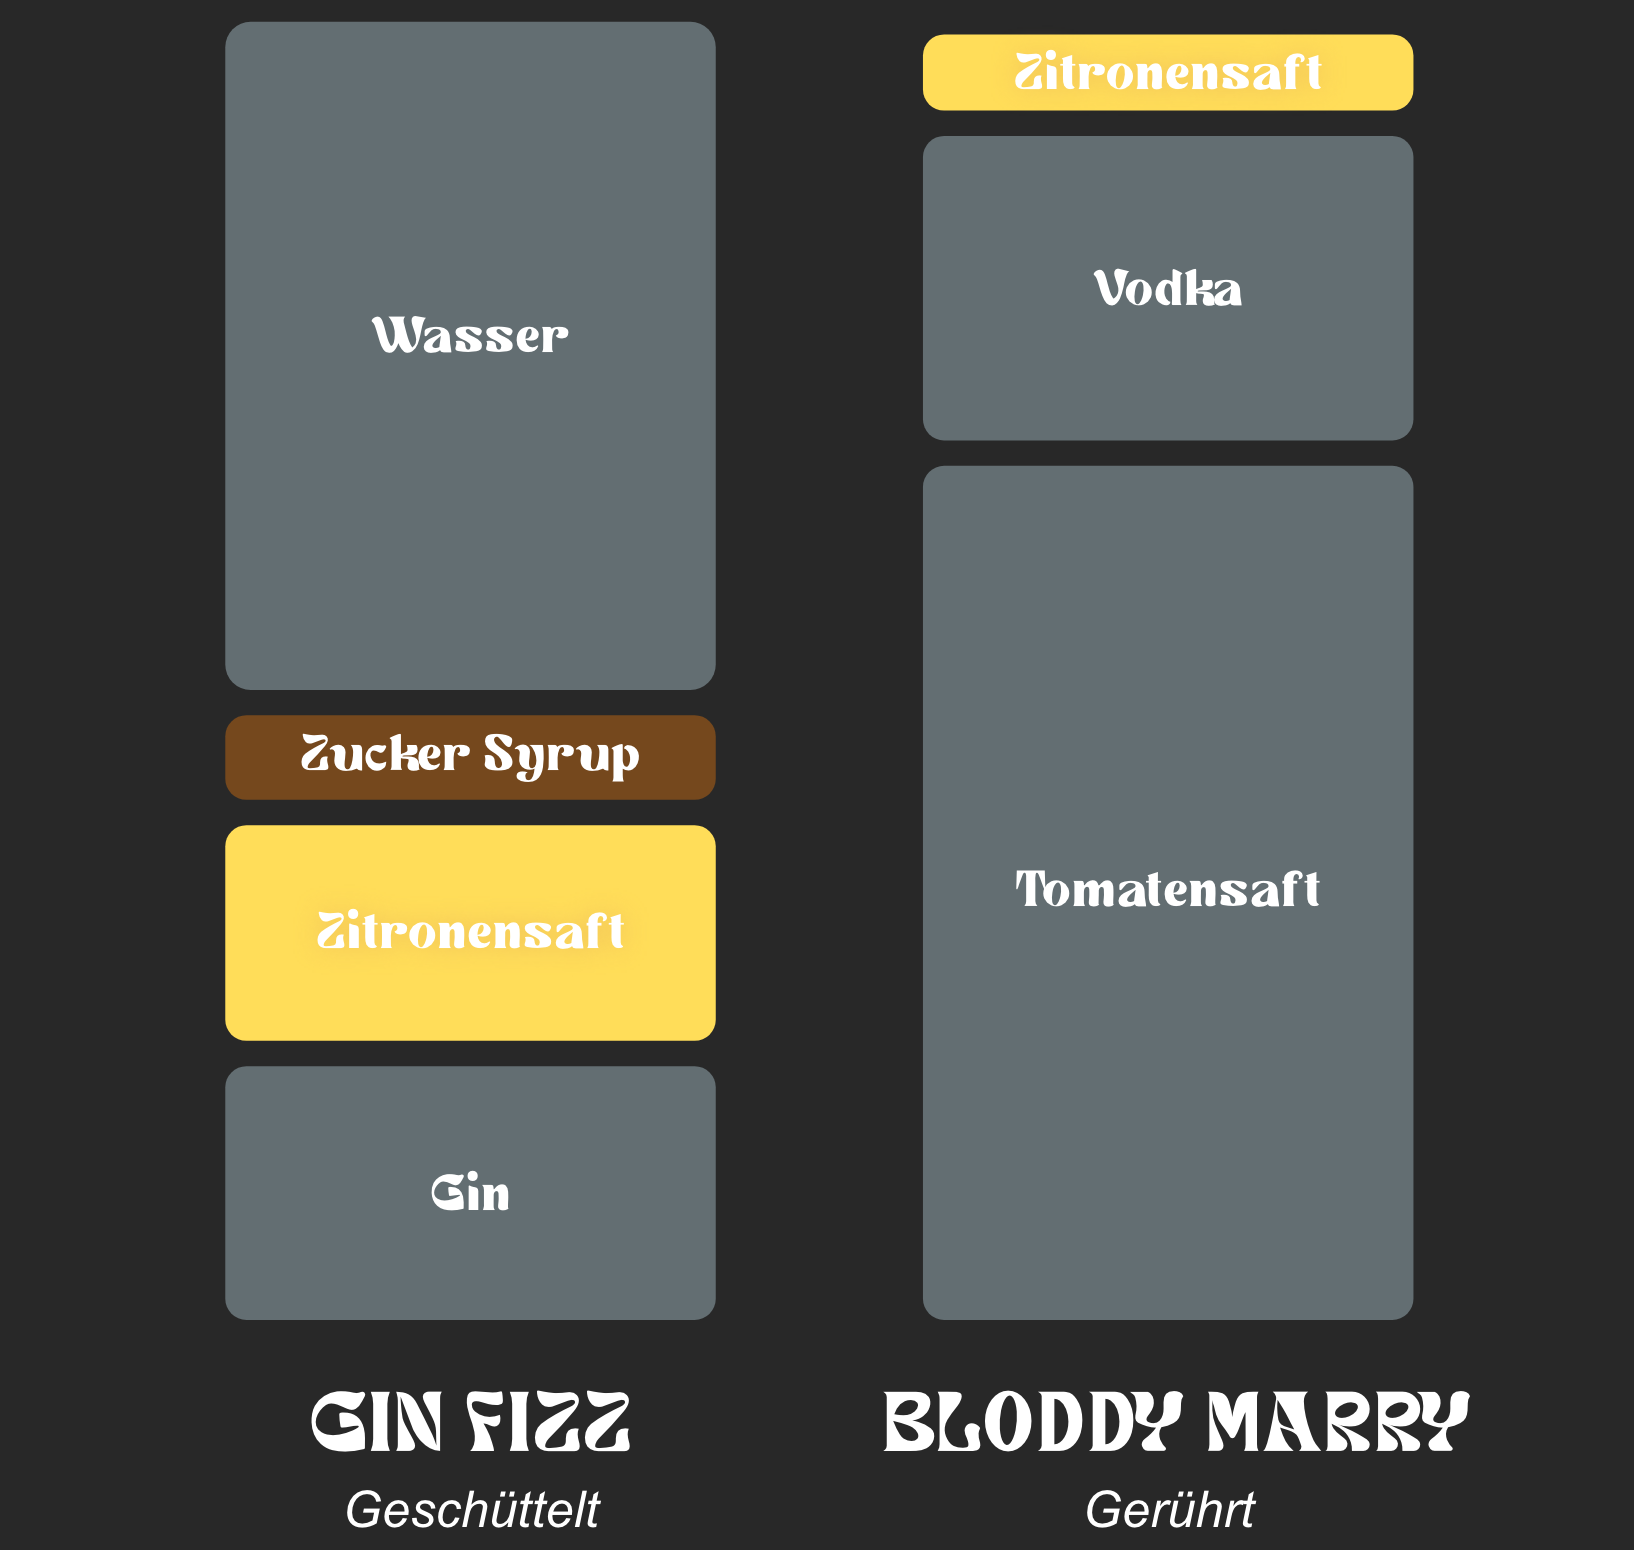 Wasser
Zucker Syrup
Zitronensaft
Gin
GIN FIZZ
Geschüttelt
Zitronensaft
Vodka
Tomatensaft
BLODDY MARRY
Gerührt